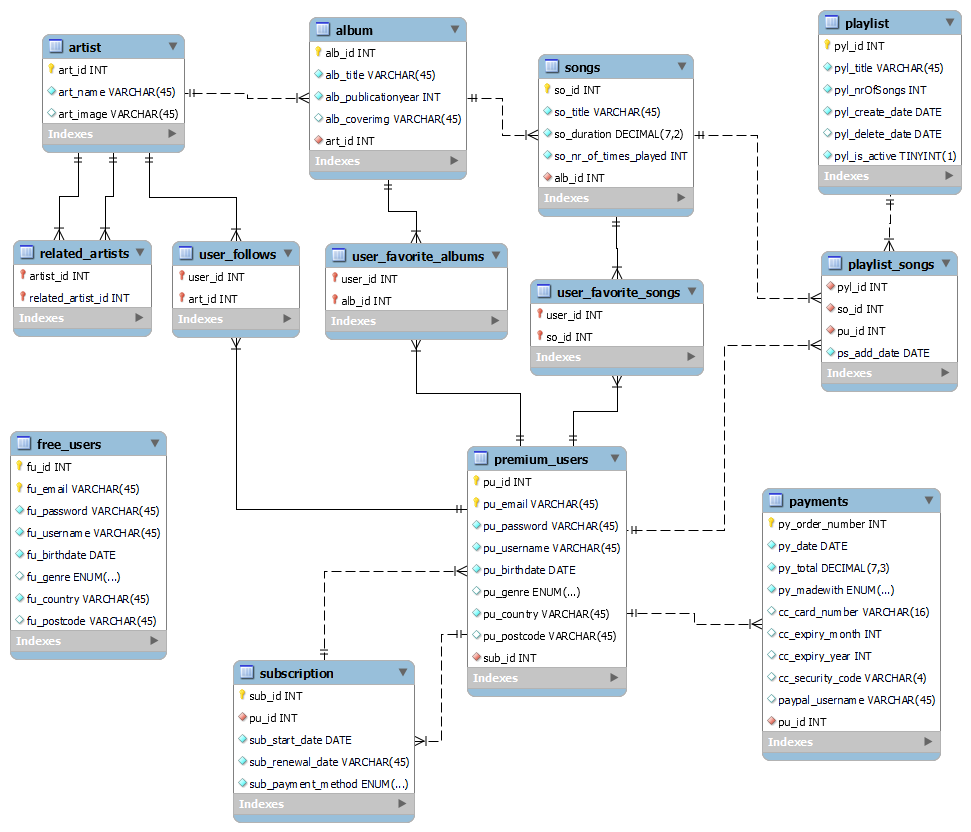 artist
art_id INT
art_name VARCHAR(45)
art_image VARCHAR(45)
Indexes
album
alb_id INT
alb_title VARCHAR(45)
alb_publicationyear INT
alb_coverimg VARCHAR(45)
art_id INT
Indexes
songs
so_id INT
so_title VARCHAR(45)
so_duration DECIMAL(7,2)
so_nr_of_times_played INT
alb_id INT
Indexes
playlist
pyl_id INT
pyl_title VARCHAR(45)
pyl_nrOfSongs INT
pyl_create_date DATE
pyl_delete_date DATE
pyl_is_active TINYINT(1)
Indexes
related_artists
artist_id INT
related_artist_id INT
Indexes
user_follows
user_id INT
art_id INT
Indexes
user_favorite_albums
user_id INT
alb_id INT
Indexes
user_favorite_songs
user_id INT
so_id INT
Indexes
playlist_songs
pyl_id INT
so_id INT
pu_id INT
ps_add_date DATE
Indexes
free_users
fu_id INT
fu_email VARCHAR(45)
fu_password VARCHAR(45)
fu_username VARCHAR(45)
fu_birthdate DATE
fu_genre ENUM(...)
fu_country VARCHAR(45)
fu_postcode VARCHAR(45)
Indexes
premium_users
pu_id INT
pu_email VARCHAR(45)
pu_password VARCHAR(45)
pu_username VARCHAR(45)
pu_birthdate DATE
pu_genre ENUM(...)
pu_country VARCHAR(45)
pu_postcode VARCHAR(45)
sub_id INT
Indexes
payments
py_order_number INT
py_date DATE
py_total DECIMAL(7,3)
py_madewith ENUM(...)
cc_card_number VARCHAR(16)
cc_expiry_month INT
cc_expiry_year INT
cc_security_code VARCHAR(4)
paypal_username VARCHAR(45)
pu_id INT
Indexes
subscription
sub_id INT
pu_id INT
sub_start_date DATE
sub_renewal_date VARCHAR(45)
sub_payment_method ENUM(...)
Indexes